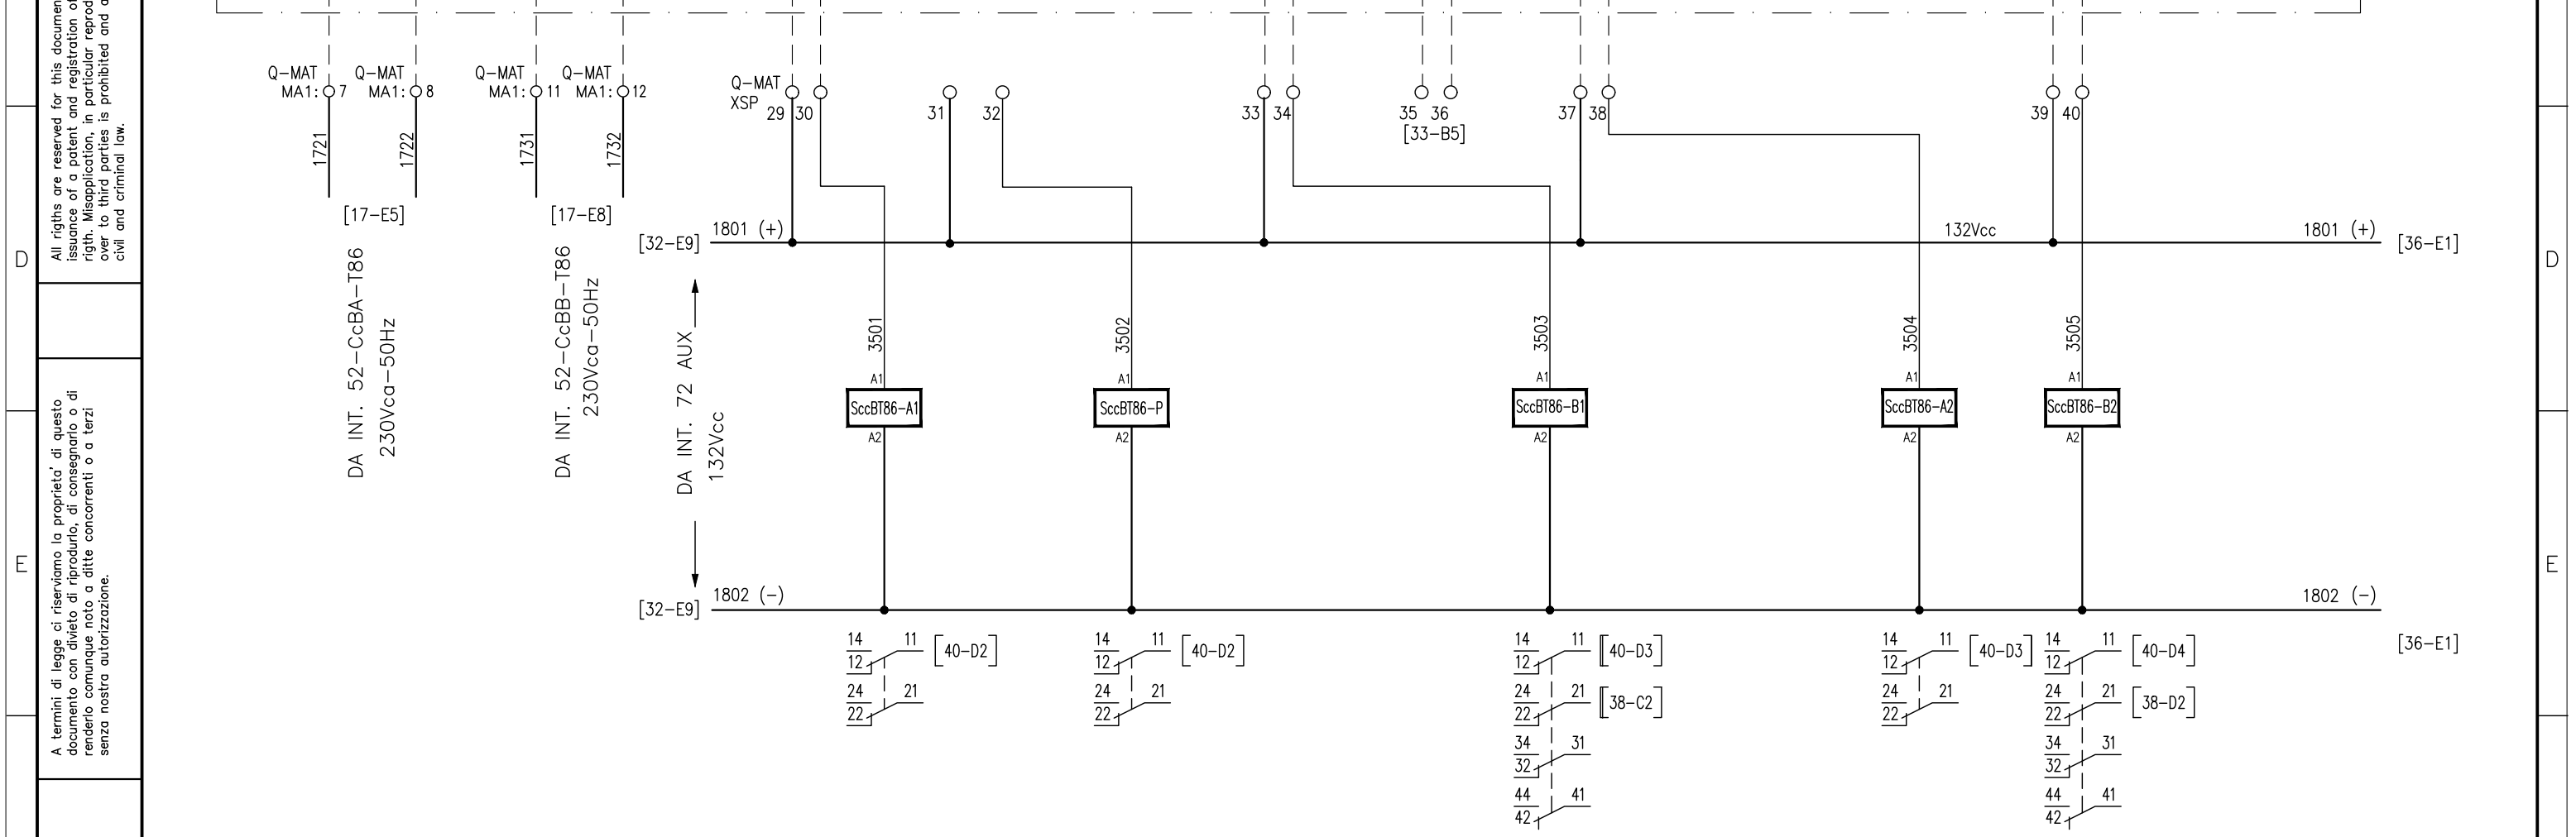 All rigths are reserved for this documen
issuance of a patent and registration of
rigth. Misapplication, in particular reprod
over to third parties is prohibited and a
civil and criminal law.
A termini di legge ci riserviamo la proprieta' di questo
documento con divieto di riprodurlo, di consegnarlo o di
renderlo comunque noto a ditte concorrenti o a terzi
senza nostra autorizzazione.
D
E
Q-MAT
MA1: 7
Q-MAT
MA1: 8
Q-MAT
MA1: 11
Q-MAT
MA1: 12
1721
1722
1731
1732
[17-E5]
[17-E8]
DA INT. 52-CcBA-T86
230Vca-50Hz
DA INT. 52-CcBB-T86
230Vca-50Hz
Q-MAT
XSP
29 30
31
32
33 34
35 36
[33-B5]
37 38
39 40
[32-E9]
1801 (+)
132Vcc
1801 (+)
[36-E1]
DA INT. 72 AUX
132Vcc
3501
3502
3503
3504
3505
A1
SccBT86-A1
A2
A1
SccBT86-P
A2
A1
SccBT86-B1
A2
A1
SccBT86-A2
A2
A1
SccBT86-B2
A2
[32-E9]
1802 (-)
1802 (-)
[36-E1]
14 11 [40-D2]
12
24 21
22
14 11 [40-D2]
12
24 21
22
14 11 [40-D3]
12
24 21 [38-C2]
22
34 31
32
44 41
42
14 11 [40-D3]
12
24 21
22
14 11 [40-D4]
12
24 21 [38-D2]
22
34 31
32
44 41
42
D
E